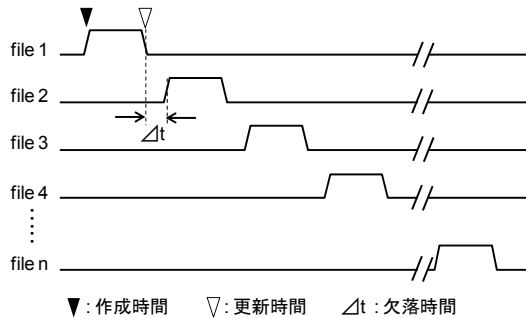 file 1
file 2
⊿t
file 3
file 4
file n
▼ : 作成時間 ▽ : 更新時間 ⊿t : 欠落時間